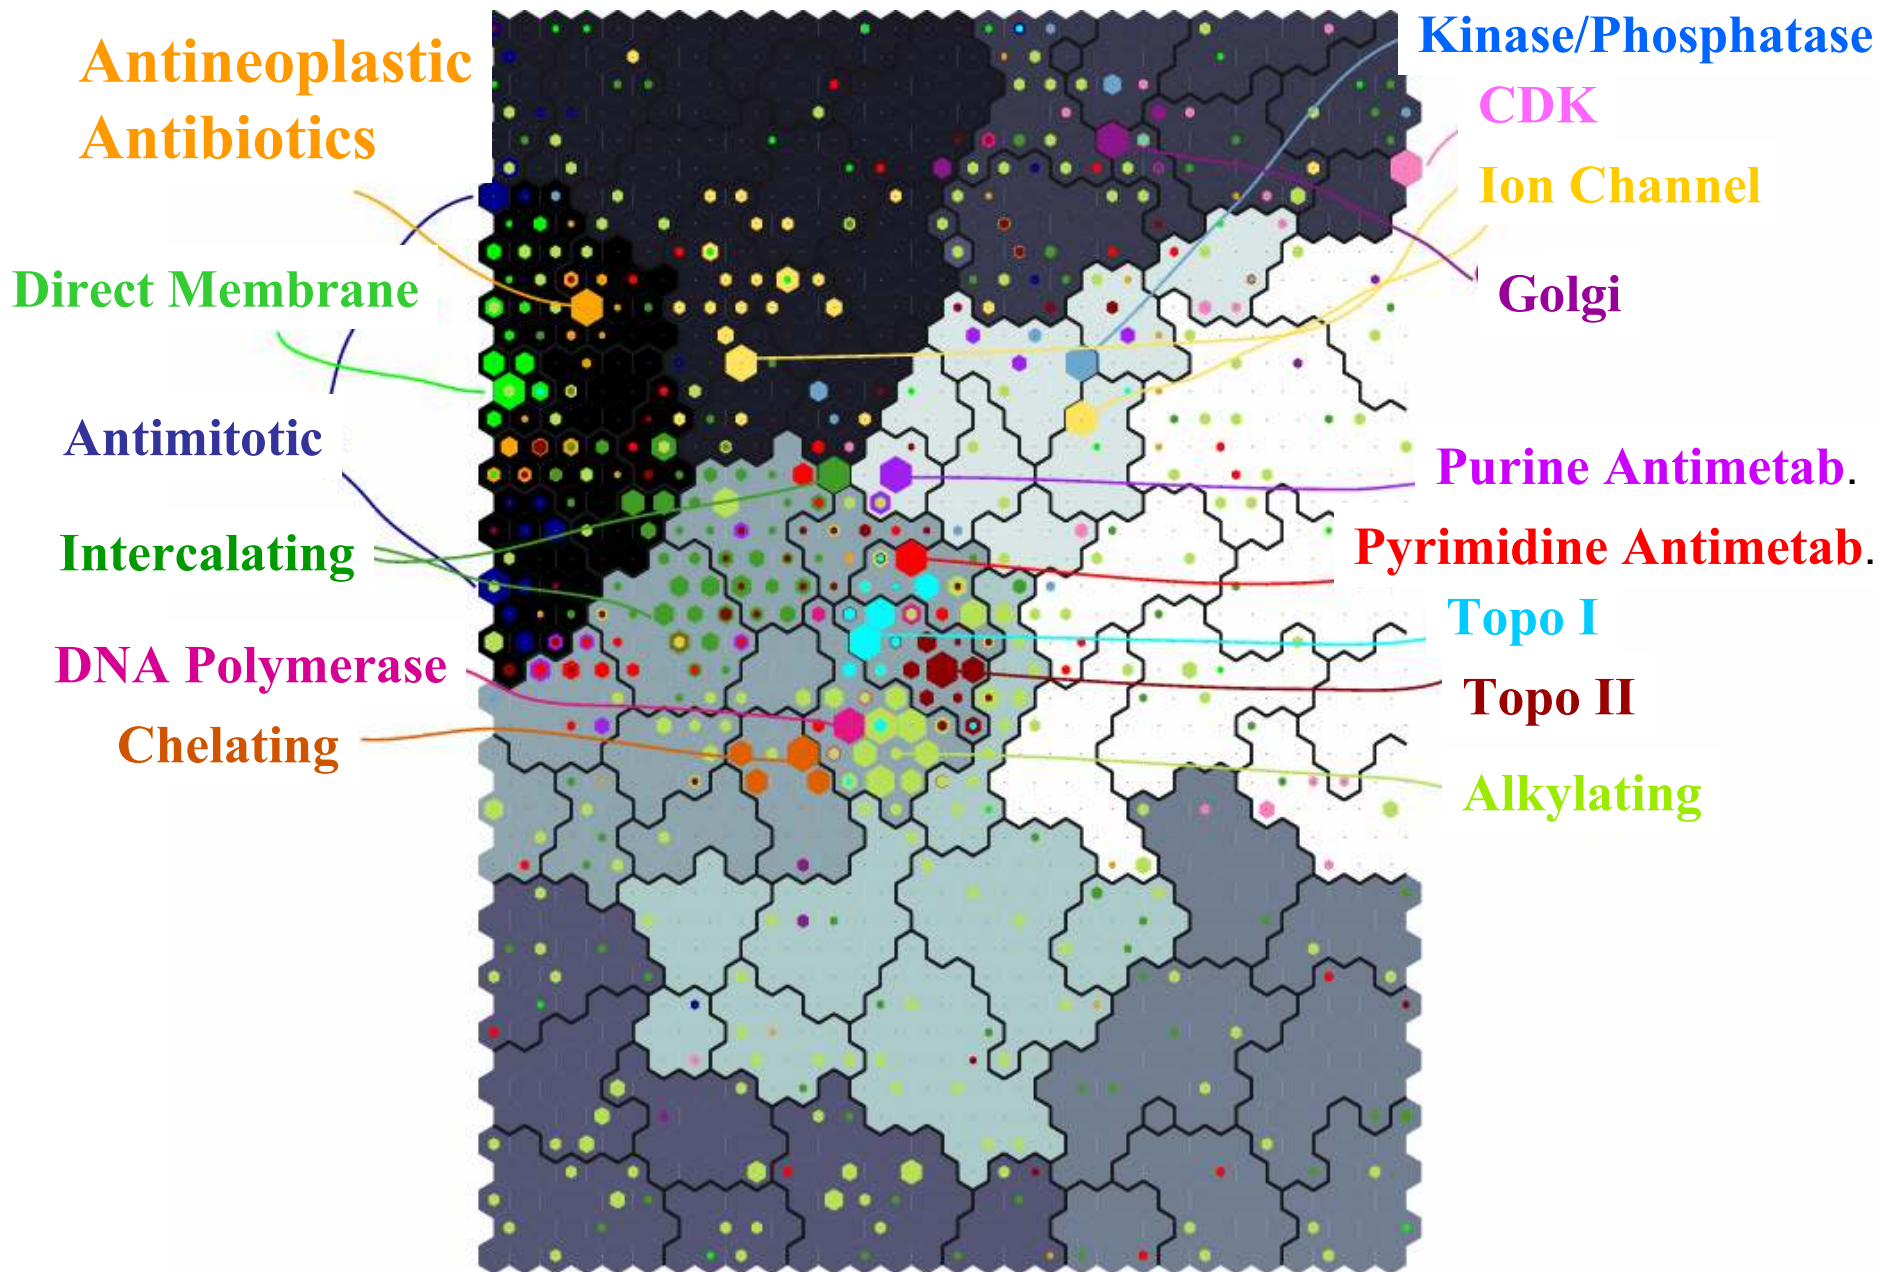 Antineoplastic
Antibiotics
Direct Membrane
Antimitotic
Intercalating
DNA Polymerase
Chelating
Kinase/Phosphatase
CDK
Ion Channel
Golgi
Purine Antimetab.
Pyrimidine Antimetab.
Topo I
Topo II
Alkylating